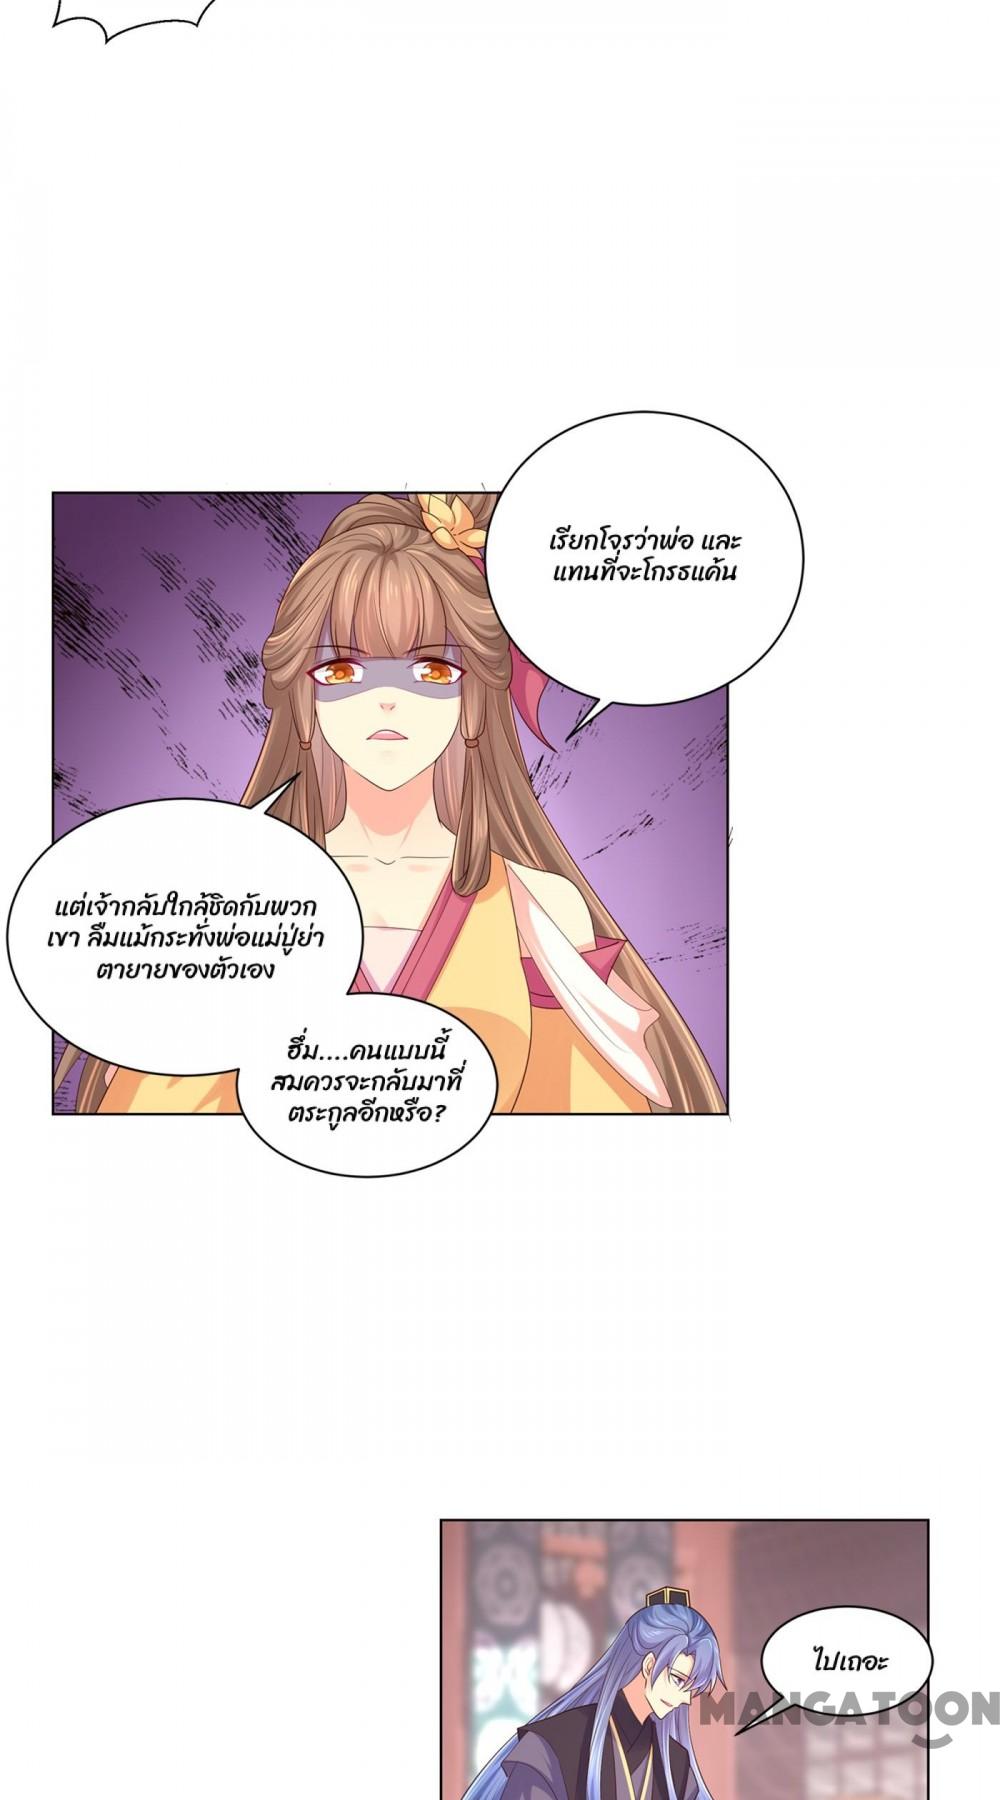 เรียกโจรว่าพ่อ และ
แทนที่จะโกรธแค้น
แต่เจ้ากลับใกล้ชิดกับพวก
เขา ลืมแม้กระทั่งพ่อแม่ปู่ย่า
ตายายของตัวเอง
ฮึ่ม....คนแบบนี้
สมควรจะกลับมาที่
ตระกูลอีกหรือ?
ไปเถอะ
MANGATOON